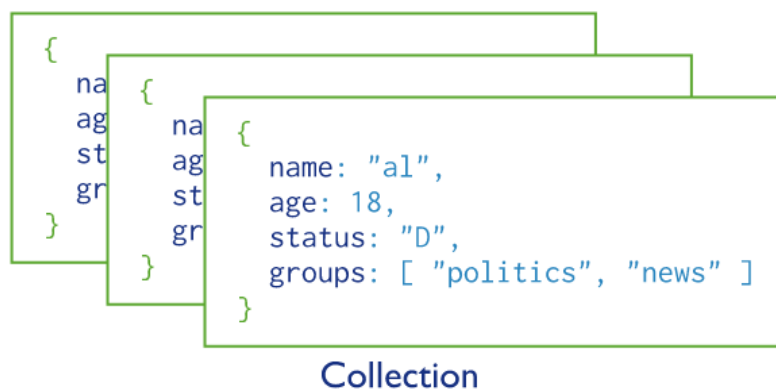 {
na
ag
st
gr
}
{
na
ag
st
gr
}
{
name: "al",
age: 18,
status: "D",
groups: [ "politics", "news" ]
}
Collection